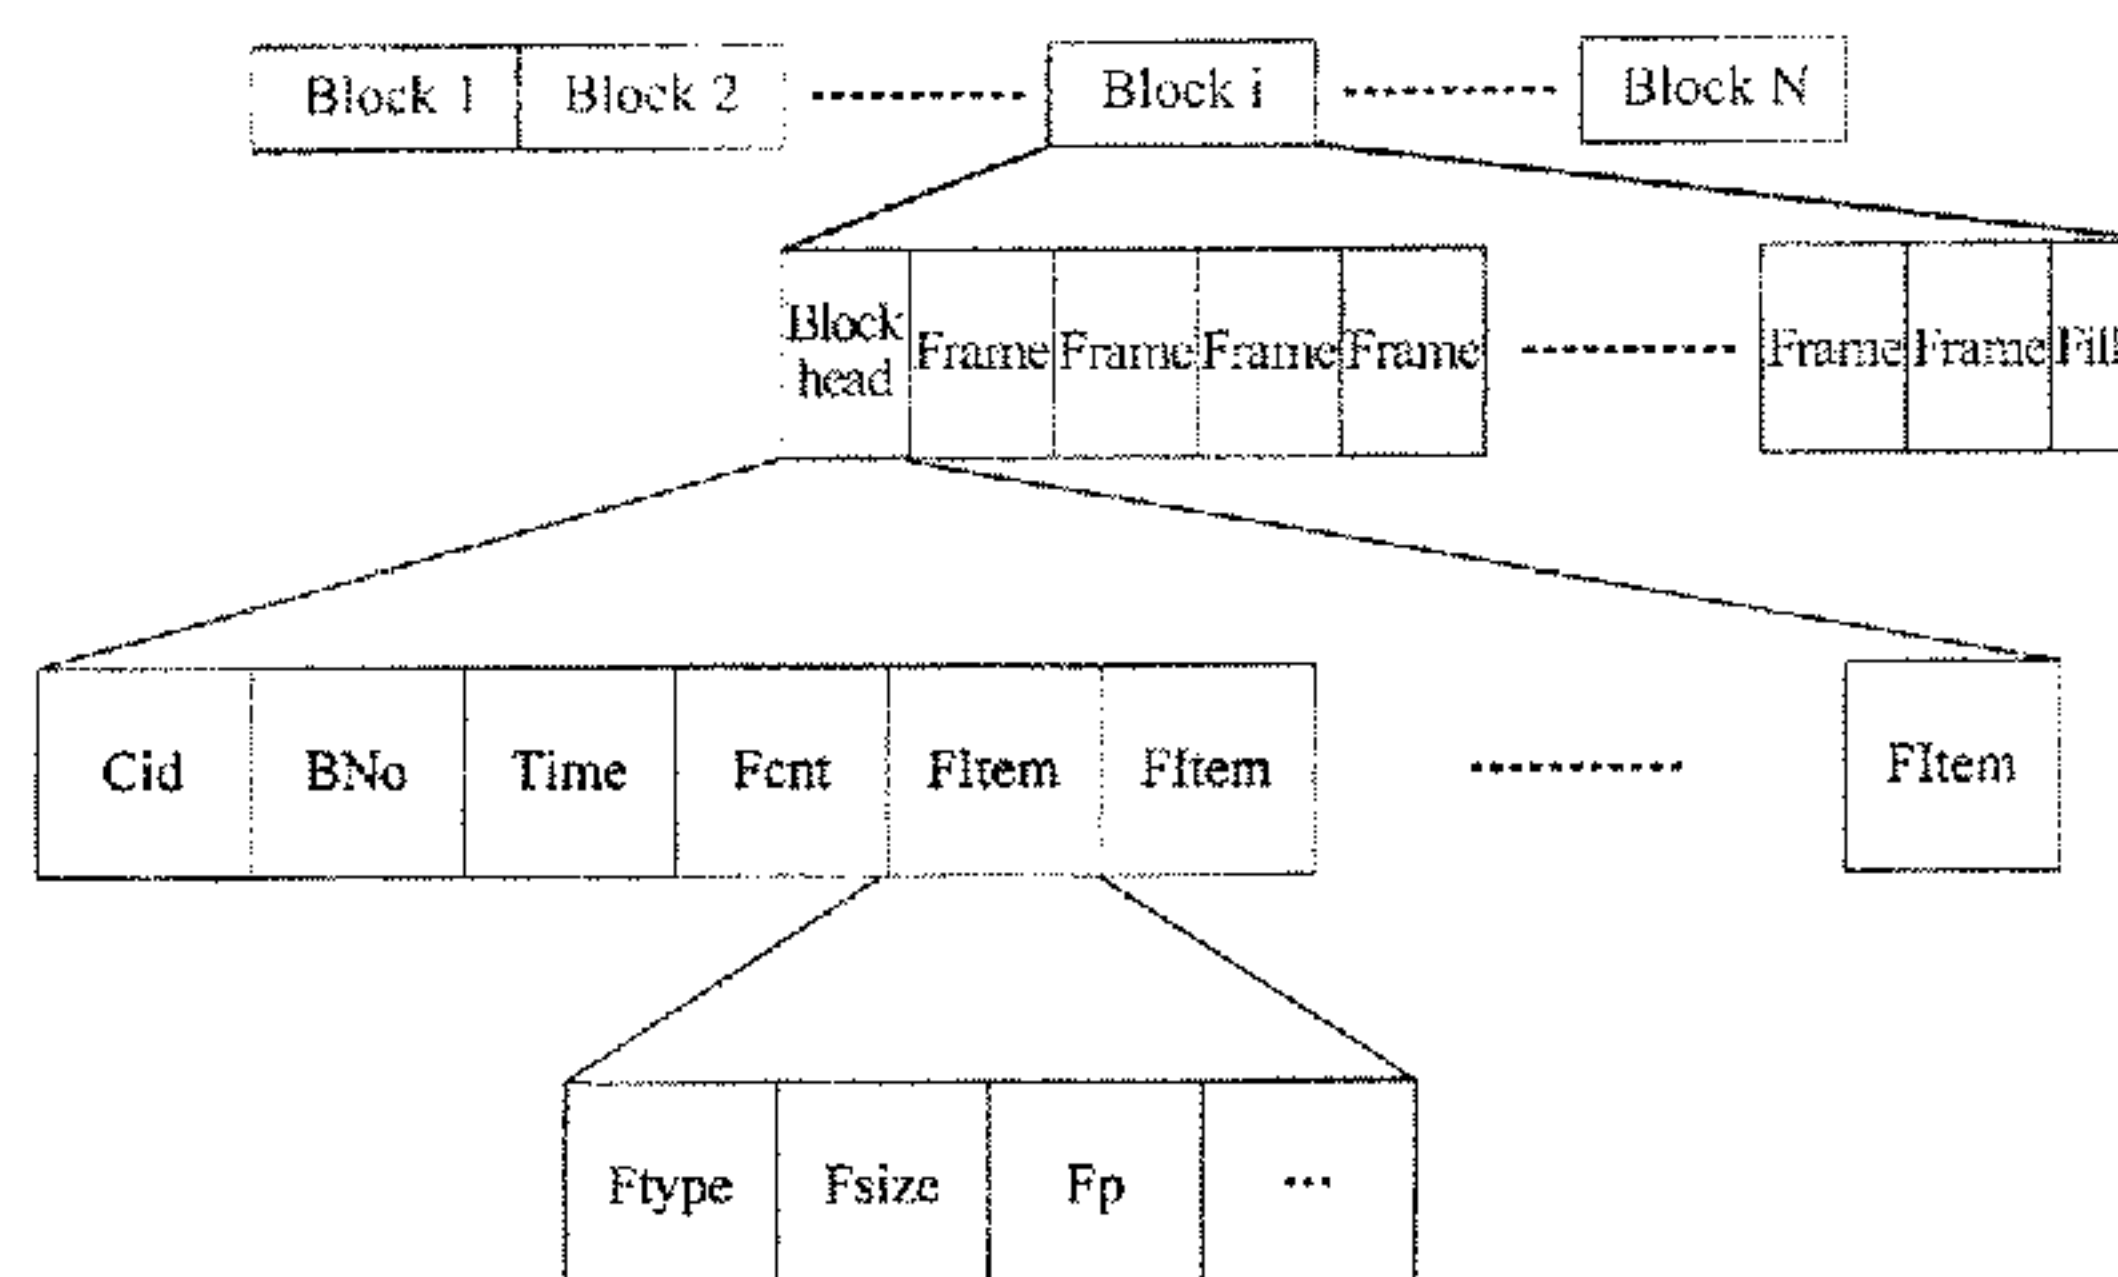 Block 1 Block 2 Block i Block N
Block head Frame Frame Frame Frame Frame Frame Fill
Cid BNo Time Fcnt FItem FItem FItem
Ftype Fsize Fp ...